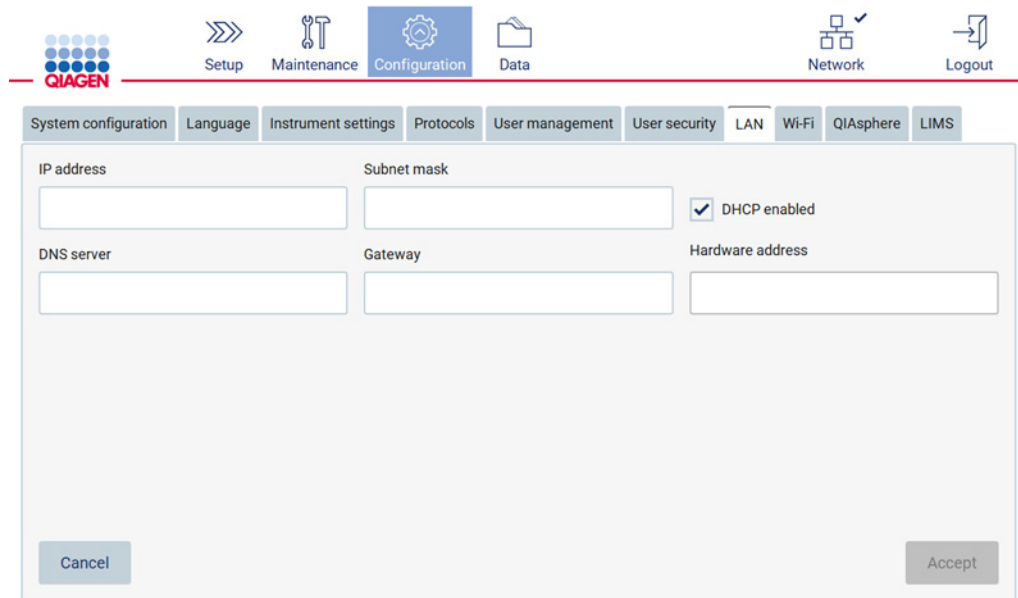 QIAGEN
Setup Maintenance Configuration Data Network Logout
System configuration Language Instrument settings Protocols User management User security LAN Wi-Fi QIAsphere LIMS
IP address Subnet mask
DHCP enabled
DNS server Gateway Hardware address
Cancel Accept